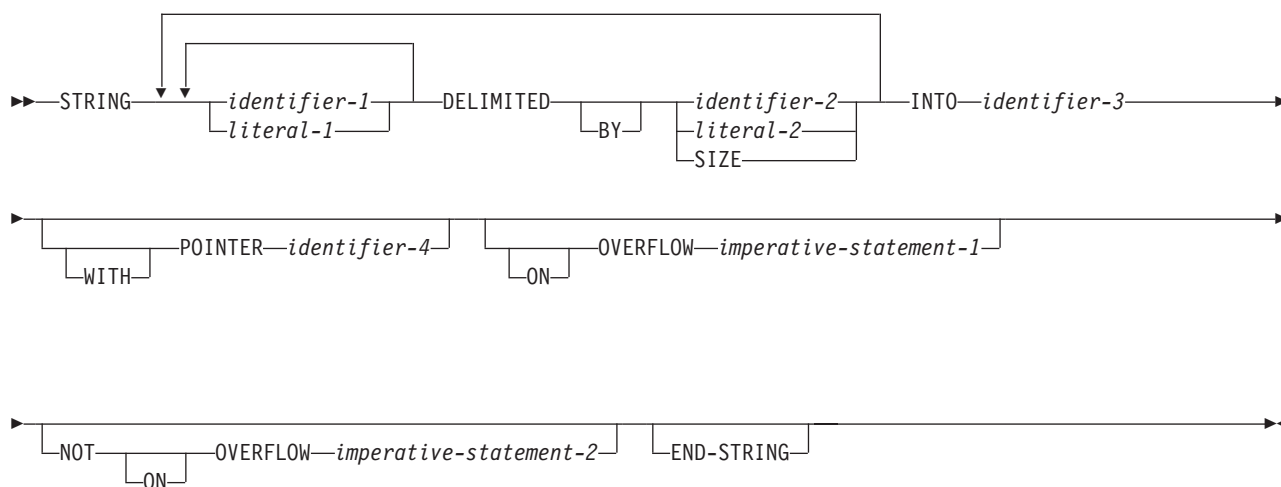 STRING identifier-1 DELIMITED identifier-2 INTO identifier-3
literal-1 BY literal-2
SIZE
POINTER identifier-4 OVERFLOW imperative-statement-1
WITH ON
NOT OVERFLOW imperative-statement-2 END-STRING
ON